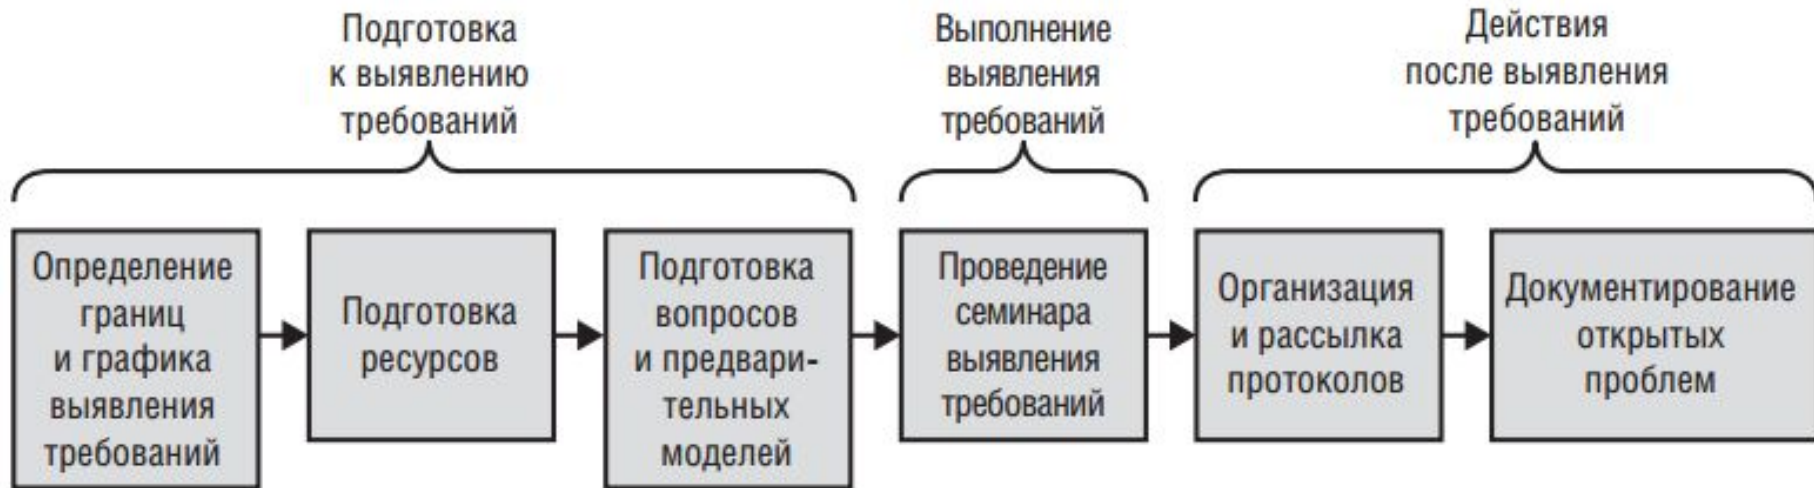 Подготовка
к выявлению
требований
Выполнение
выявления
требований
Действия
после выявления
требований
Определение
границ
и графика
выявления
требований
Подготовка
ресурсов
Подготовка
вопросов
и предвари-
тельных
моделей
Проведение
семинара
выявления
требований
Организация
и рассылка
протоколов
Документирование
открытых
проблем